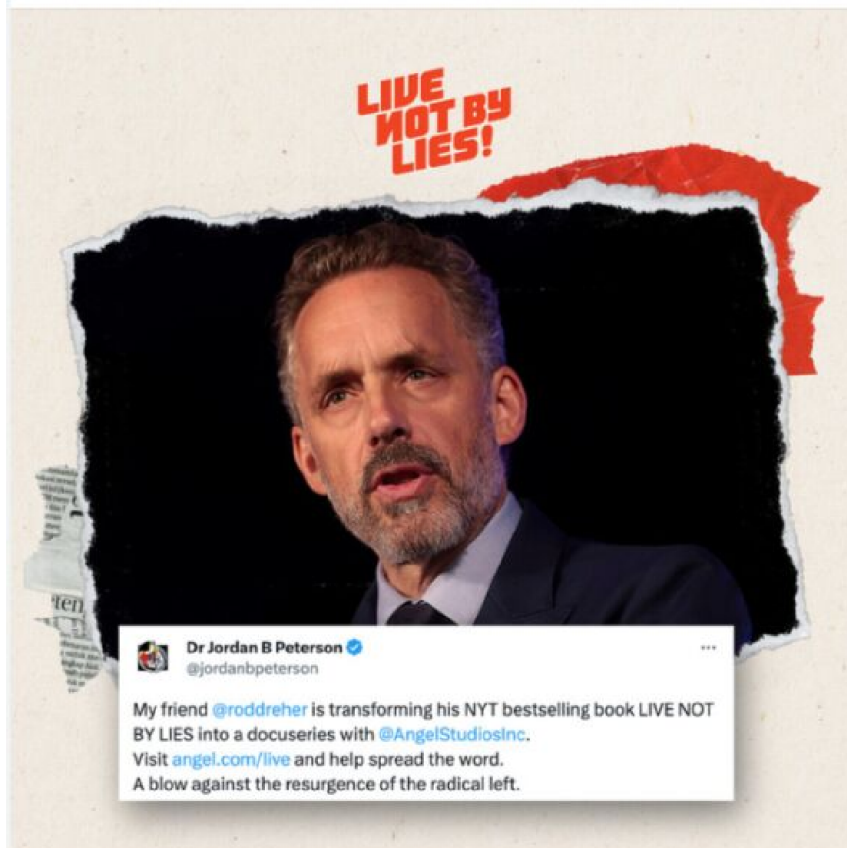 LIVE
NOT BY
LIES!
Dr Jordan B Peterson
@jordanbpeterson
My friend @roddreher is transforming his NYT bestselling book LIVE NOT
BY LIES into a docuseries with @AngelStudiosInc.
Visit angel.com/live and help spread the word.
A blow against the resurgence of the radical left.